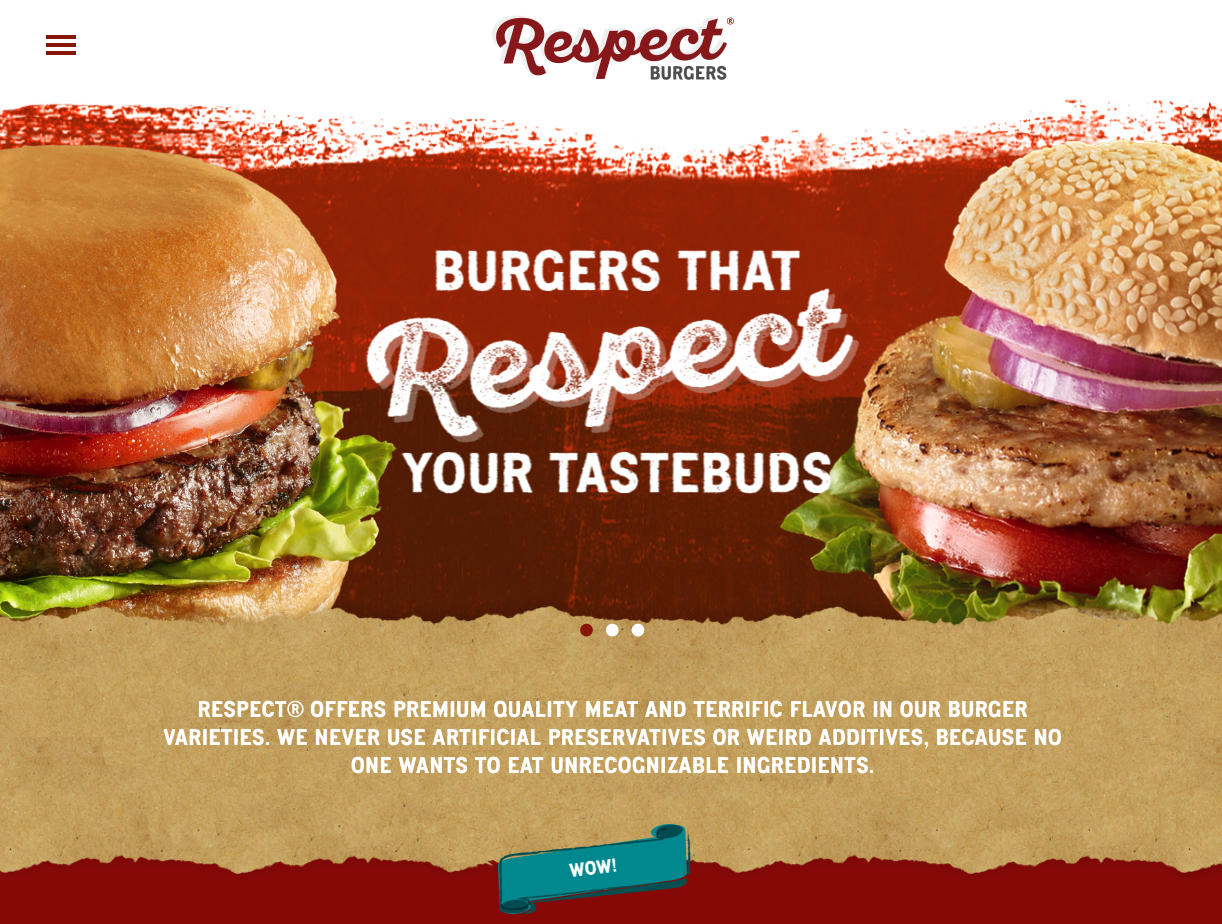 Respect®
BURGERS
BURGERS THAT
Respect
YOUR TASTEBUDS
RESPECT® OFFERS PREMIUM QUALITY MEAT AND TERRIFIC FLAVOR IN OUR BURGER
VARIETIES. WE NEVER USE ARTIFICIAL PRESERVATIVES OR WEIRD ADDITIVES, BECAUSE NO
ONE WANTS TO EAT UNRECOGNIZABLE INGREDIENTS.
WOW!